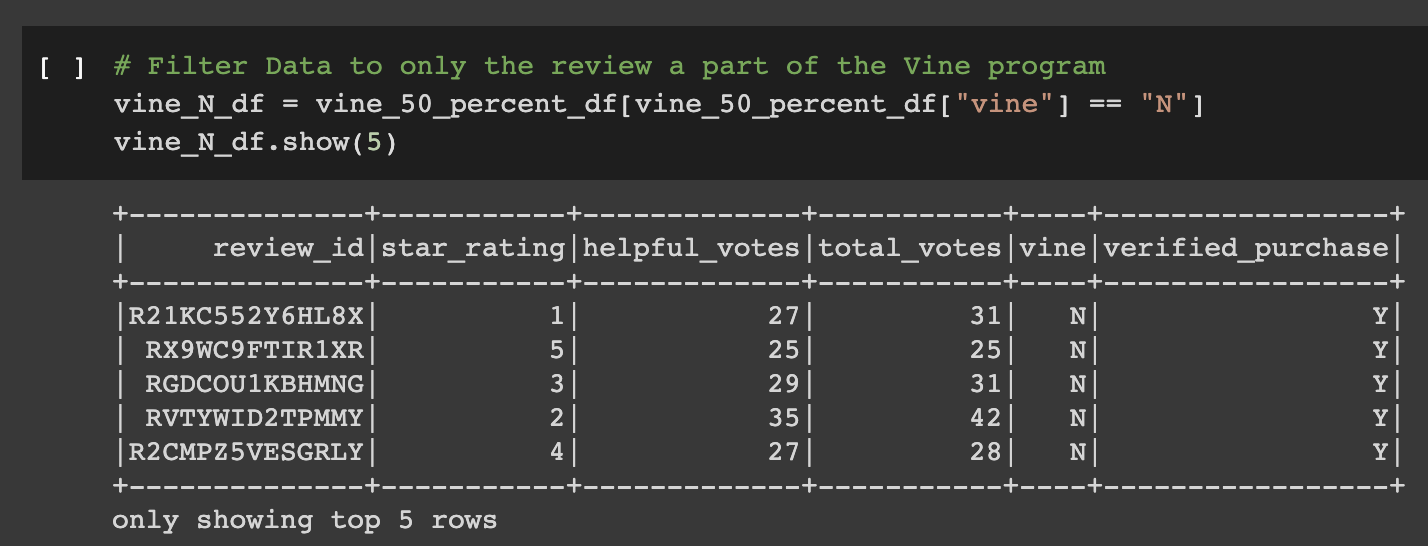 [ ] # Filter Data to only the review a part of the Vine program
vine_N_df = vine_50_percent_df[vine_50_percent_df["vine"] == "N"]
vine_N_df.show(5)
+--------------+-----------+-------------+-----------+----+-----------------+
|     review_id|star_rating|helpful_votes|total_votes|vine|verified_purchase|
+--------------+-----------+-------------+-----------+----+-----------------+
|R21KC552Y6HL8X|          1|           27|         31|   N|                Y|
| RX9WC9FTIR1XR|          5|           25|         25|   N|                Y|
| RGDCOU1KBHMNG|          3|           29|         31|   N|                Y|
| RVTYWID2TPMMY|          2|           35|         42|   N|                Y|
|R2CMPZ5VESGRLY|          4|           27|         28|   N|                Y|
+--------------+-----------+-------------+-----------+----+-----------------+
only showing top 5 rows